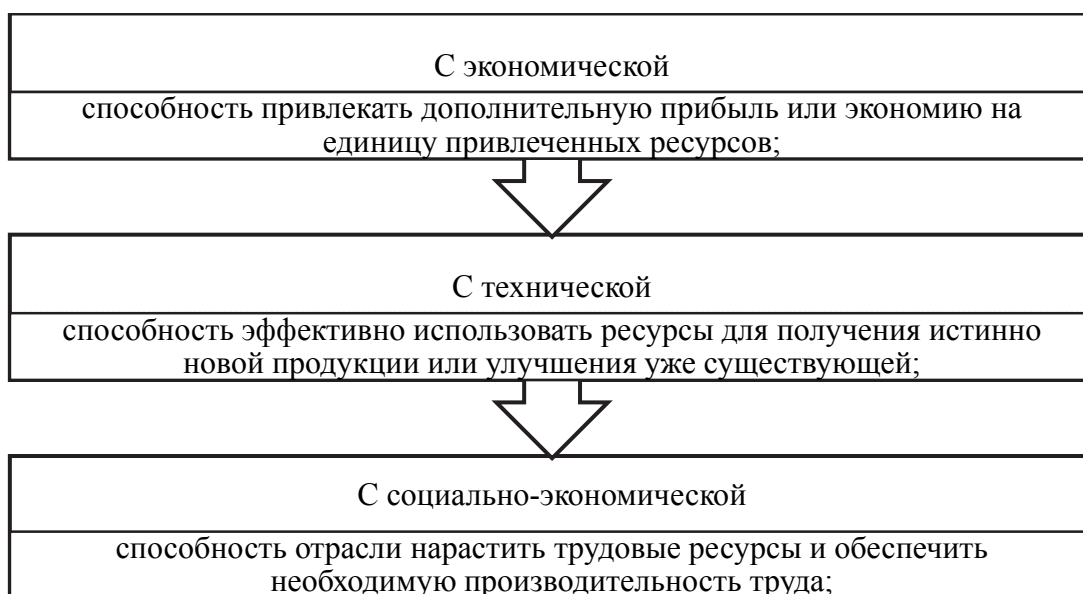 С экономической
способность привлекать дополнительную прибыль или экономию на
единицу привлеченных ресурсов;
С технической
способность эффективно использовать ресурсы для получения истинно
новой продукции или улучшения уже существующей;
С социально-экономической
способность отрасли нарастить трудовые ресурсы и обеспечить
необходимую производительность труда;